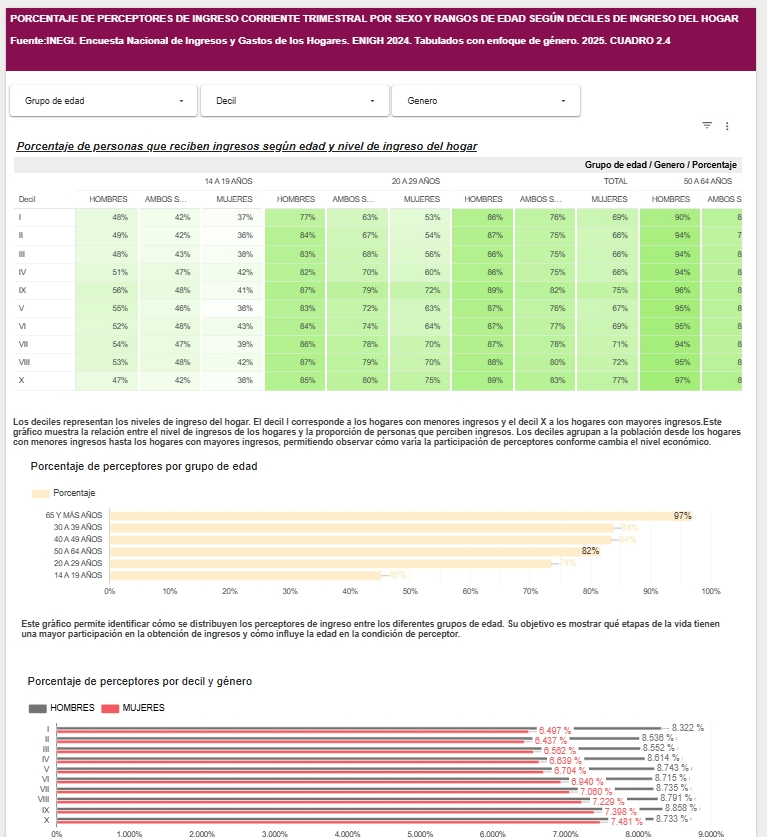 PORCENTAJE DE PERCEPTORES DE INGRESO CORRIENTE TRIMESTRAL POR SEXO Y RANGOS DE EDAD SEGÚN DECILES DE INGRESO DEL HOGAR
Fuente:INEGI. Encuesta Nacional de Ingresos y Gastos de los Hogares. ENIGH 2024. Tabulados con enfoque de género. 2025. CUADRO 2.4
Grupo de edad Decil Genero
Porcentaje de personas que reciben ingresos según edad y nivel de ingreso del hogar
Grupo de edad / Genero / Porcentaje
14 A 19 AÑOS 20 A 29 AÑOS TOTAL 50 A 64 AÑOS
Decil HOMBRES AMBOS S... MUJERES HOMBRES AMBOS S... MUJERES HOMBRES AMBOS S... MUJERES HOMBRES AMBOS S
I 48% 42% 37% 77% 63% 53% 86% 76% 69% 90% 8
II 49% 42% 36% 84% 67% 54% 87% 75% 66% 94% 7
III 48% 43% 38% 83% 68% 56% 86% 75% 66% 94% 8
IV 51% 47% 42% 82% 70% 60% 86% 75% 66% 94% 8
IX 56% 48% 41% 87% 79% 72% 89% 82% 75% 96% 8
V 55% 46% 36% 83% 72% 63% 87% 76% 67% 95% 8
VI 52% 48% 43% 84% 74% 64% 87% 77% 69% 95% 8
VII 54% 47% 39% 86% 78% 70% 87% 78% 71% 94% 8
VIII 53% 48% 42% 87% 79% 70% 88% 80% 72% 95% 8
X 47% 42% 36% 85% 80% 75% 89% 83% 77% 97% 8
Los deciles representan los niveles de ingreso del hogar. El decil I corresponde a los hogares con menores ingresos y el decil X a los hogares con mayores ingresos.Este
gráfico muestra la relación entre el nivel de ingresos de los hogares y la proporción de personas que perciben ingresos. Los deciles agrupan a la población desde los hogares
con menores ingresos hasta los hogares con mayores ingresos, permitiendo observar cómo varía la participación de perceptores conforme cambia el nivel económico.
Porcentaje de perceptores por grupo de edad
Porcentaje
65 Y MÁS AÑOS 97%
30 A 39 AÑOS 84%
40 A 49 AÑOS 84%
50 A 64 AÑOS 82%
20 A 29 AÑOS 74%
14 A 19 AÑOS 45%
0% 10% 20% 30% 40% 50% 60% 70% 80% 90% 100%
Este gráfico permite identificar cómo se distribuyen los perceptores de ingreso entre los diferentes grupos de edad. Su objetivo es mostrar qué etapas de la vida tienen
una mayor participación en la obtención de ingresos y cómo influye la edad en la condición de perceptor.
Porcentaje de perceptores por decil y género
HOMBRES MUJERES
I 6.497 % 8.322 %
II 6.437 % 8.536 %
III 6.562 % 8.552 %
IV 6.639 % 8.614 %
V 6.704 % 8.743 %
VI 6.940 % 8.715 %
VII 7.060 % 8.735 %
VIII 7.229 % 8.791 %
IX 7.398 % 8.858 %
X 7.481 % 8.733 %
0% 1.000% 2.000% 3.000% 4.000% 5.000% 6.000% 7.000% 8.000% 9.000%